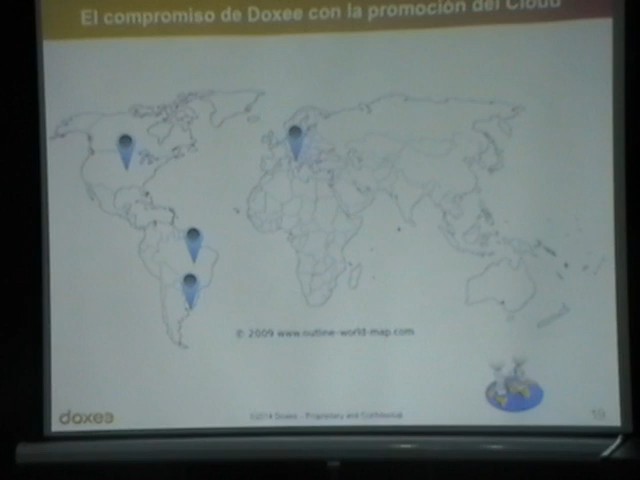 El compromiso de Doxee con la promoción del Cloud
© 2009 www.outline-world-map.com
doxee
©2014 Doxee - Proprietary and Confidential
19